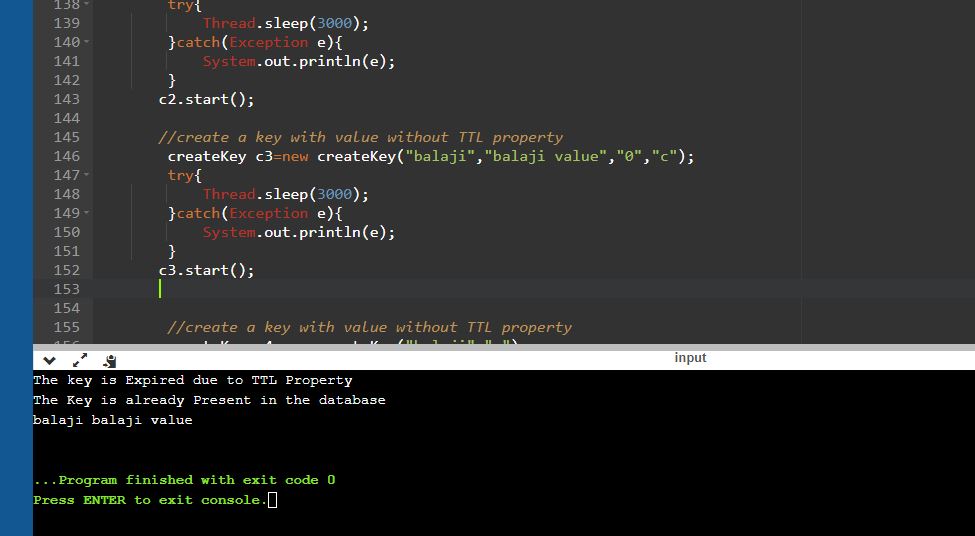 138 try{
139 Thread.sleep(3000);
140 }catch(Exception e){
141 System.out.println(e);
142 }
143 c2.start();
144
145 //create a key with value without TTL property
146 createKey c3=new createKey("balaji","balaji value","0","c");
147 try{
148 Thread.sleep(3000);
149 }catch(Exception e){
150 System.out.println(e);
151 }
152 c3.start();
153
154
155 //create a key with value without TTL property
input
The key is Expired due to TTL Property
The Key is already Present in the database
balaji balaji value
...Program finished with exit code 0
Press ENTER to exit console.